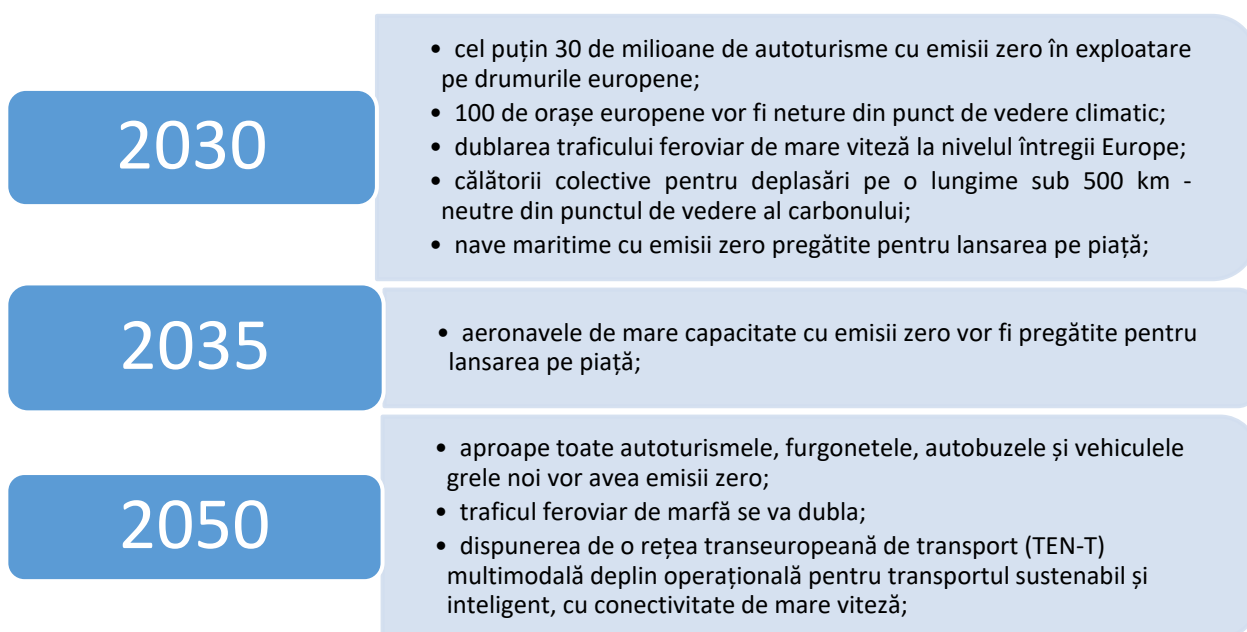 2030
• cel puțin 30 de milioane de autoturisme cu emisii zero în exploatare
pe drumurile europene;
• 100 de orașe europene vor fi neture din punct de vedere climatic;
• dublarea traficului feroviar de mare viteză la nivelul întregii Europe;
• călătorii colective pentru deplasări pe o lungime sub 500 km -
neutre din punctul de vedere al carbonului;
• nave maritime cu emisii zero pregătite pentru lansarea pe piață;
2035
• aeronavele de mare capacitate cu emisii zero vor fi pregătite pentru
lansarea pe piață;
2050
• aproape toate autoturismele, furgonetele, autobuzele și vehiculele
grele noi vor avea emisii zero;
• traficul feroviar de marfă se va dubla;
• dispunerea de o rețea transeuropeană de transport (TEN-T)
multimodală deplin operațională pentru transportul sustenabil și
inteligent, cu conectivitate de mare viteză;